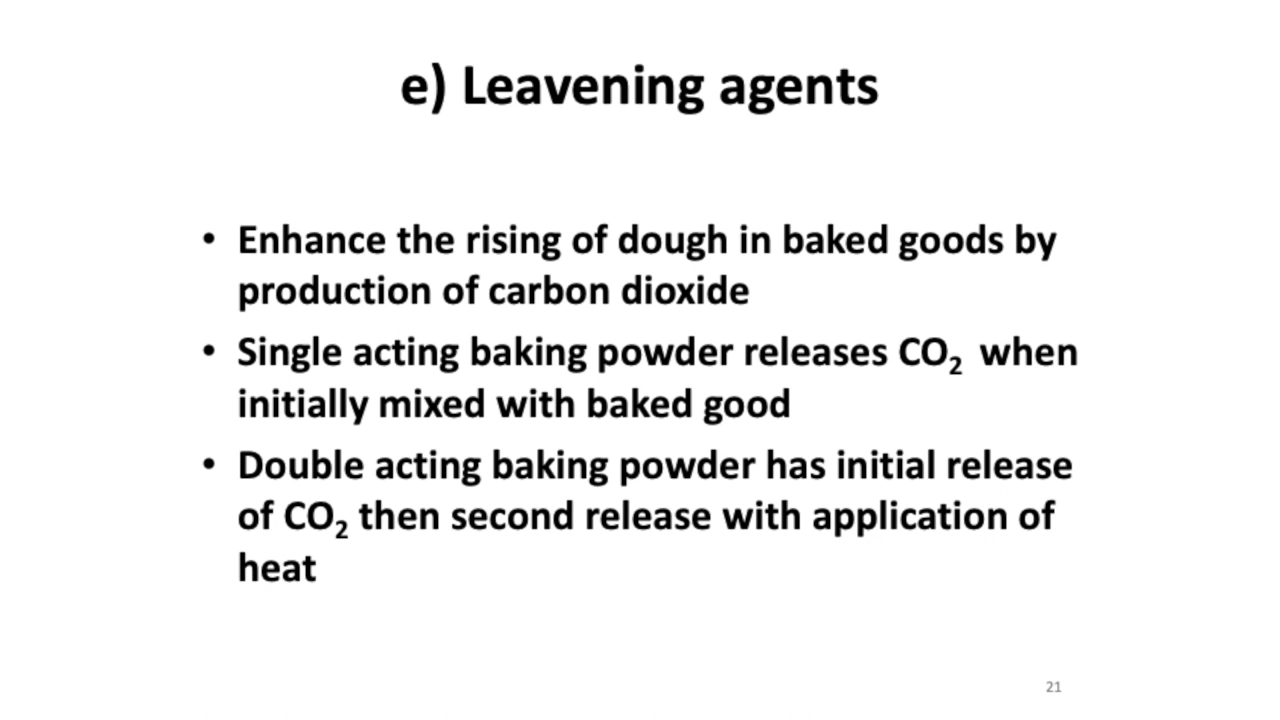 e) Leavening agents
• Enhance the rising of dough in baked goods by
production of carbon dioxide
• Single acting baking powder releases CO₂ when
initially mixed with baked good
• Double acting baking powder has initial release
of CO₂ then second release with application of
heat
21